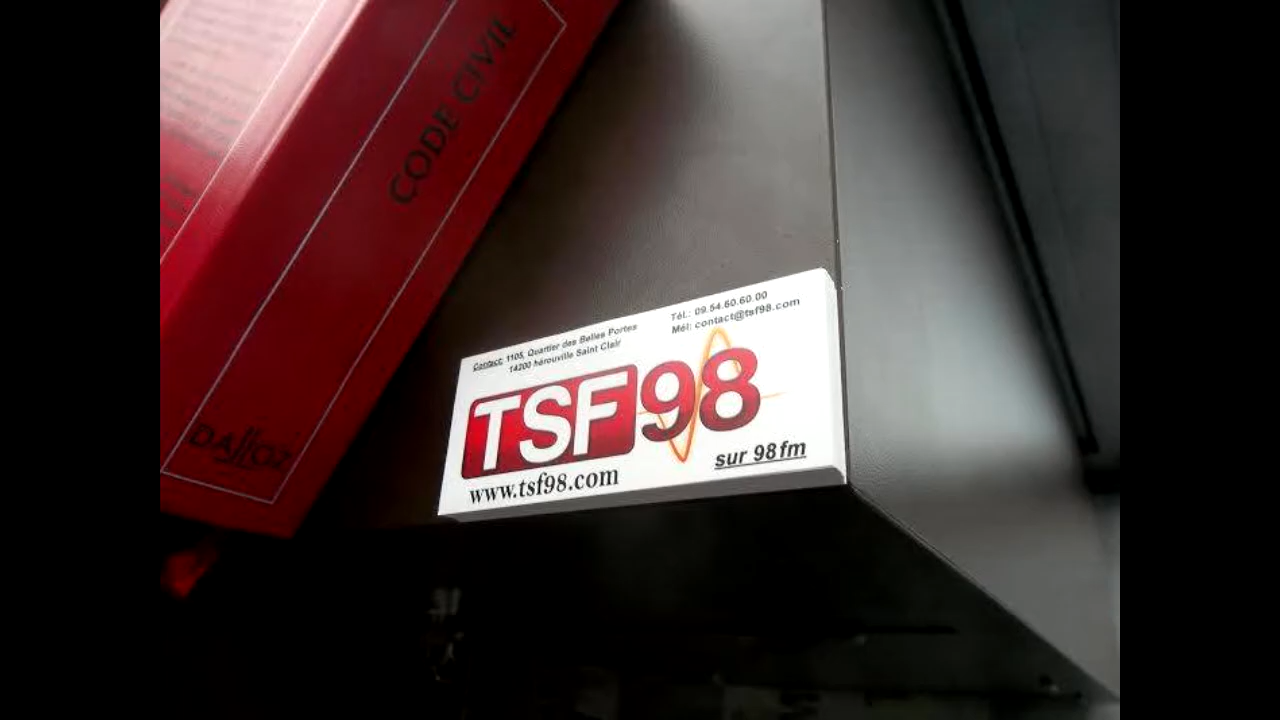 CODE CIVIL
DALLOZ
Contact: 1105, Quartier des Belles Portes
14200 hérouville Saint Clair
Tél.: 09.54.60.60.00
Mél: contact@tsf98.com
TSF98
www.tsf98.com
sur 98fm